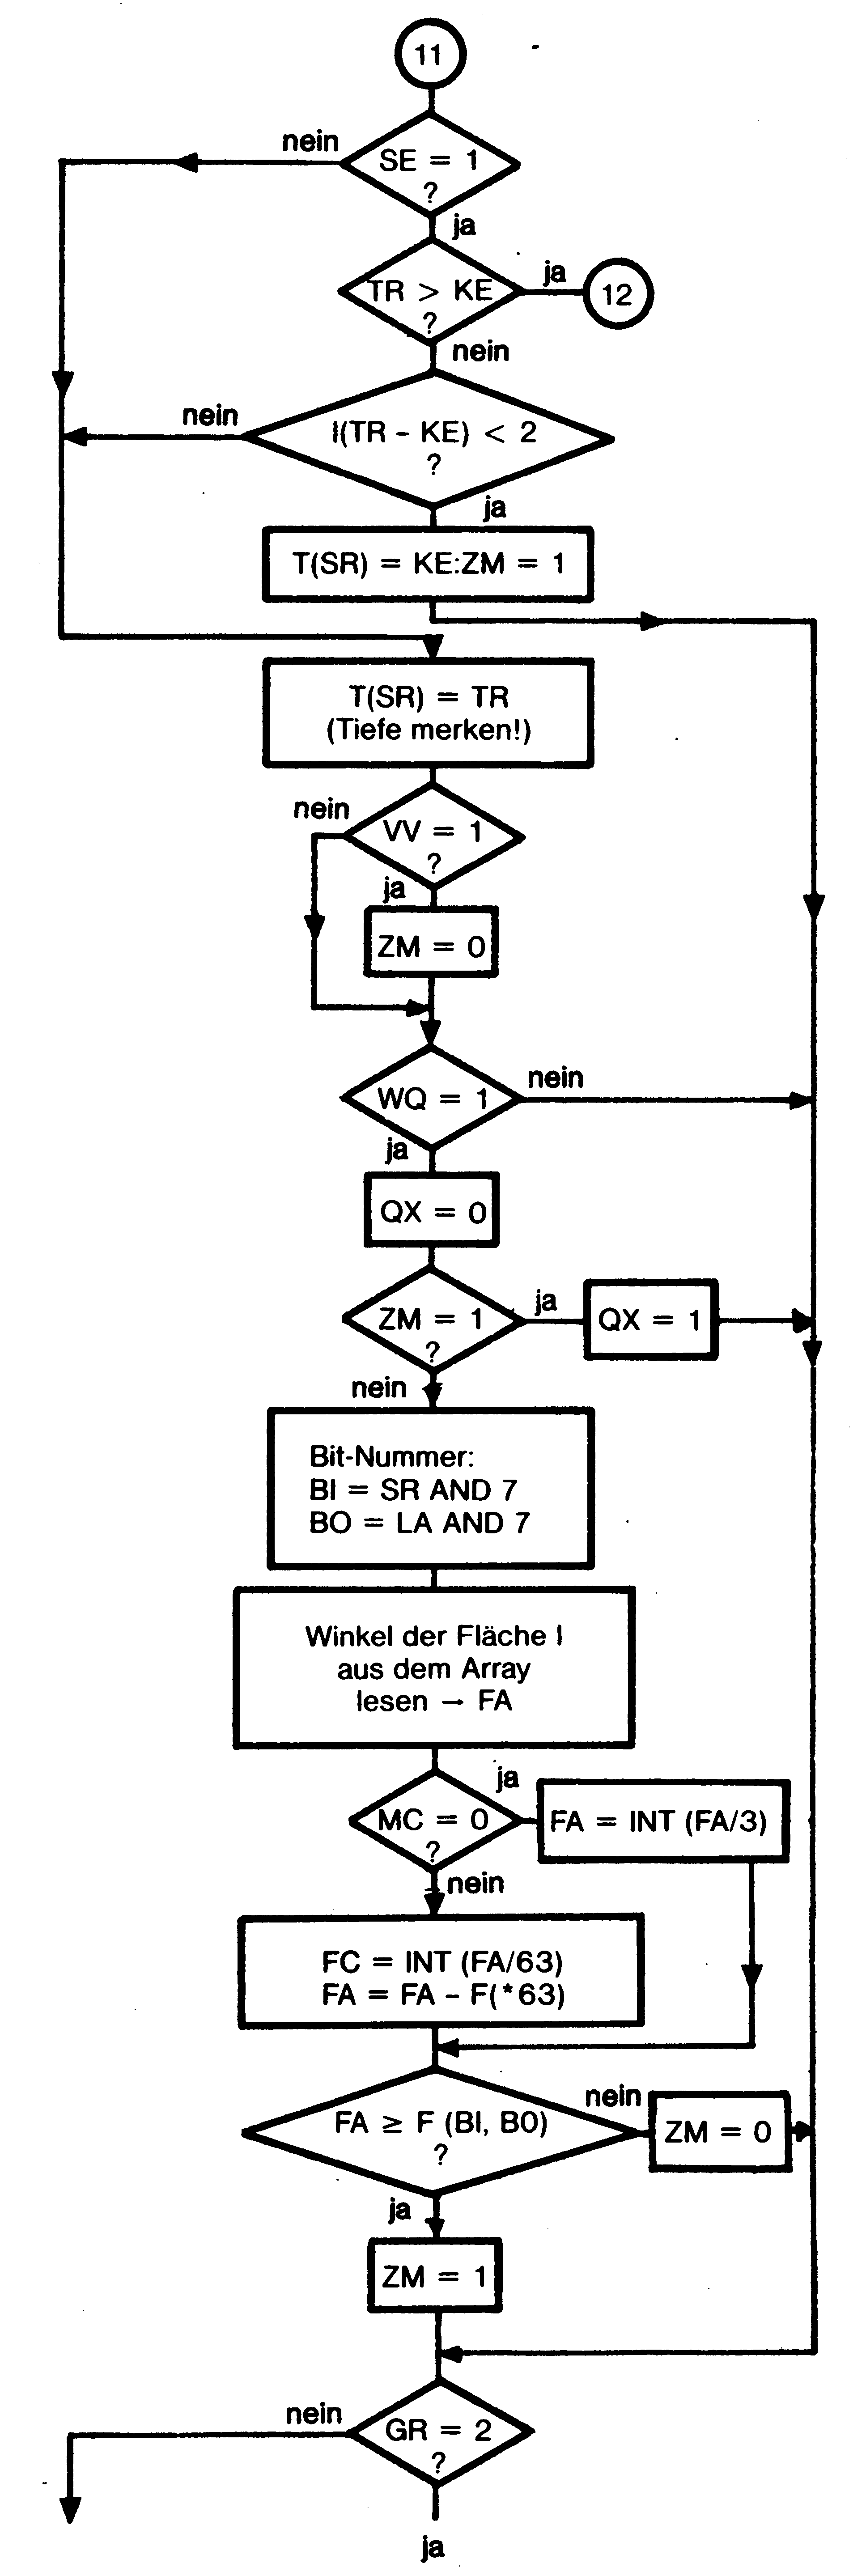 11
nein
SE = 1
?
ja
TR > KE
?
ja
12
nein
nein
I(TR - KE) < 2
?
ja
T(SR) = KE:ZM = 1
T(SR) = TR
(Tiefe merken!)
nein
VV = 1
?
ja
ZM = 0
WQ = 1
nein
ja
QX = 0
ZM = 1
?
ja
QX = 1
nein
Bit-Nummer:
BI = SR AND 7
BO = LA AND 7
Winkel der Fläche I
aus dem Array
lesen → FA
MC = 0
?
ja
FA = INT (FA/3)
nein
FC = INT (FA/63)
FA = FA - F(*63)
FA ≥ F (BI, BO)
?
nein
ZM = 0
ja
ZM = 1
nein
GR = 2
?
ja